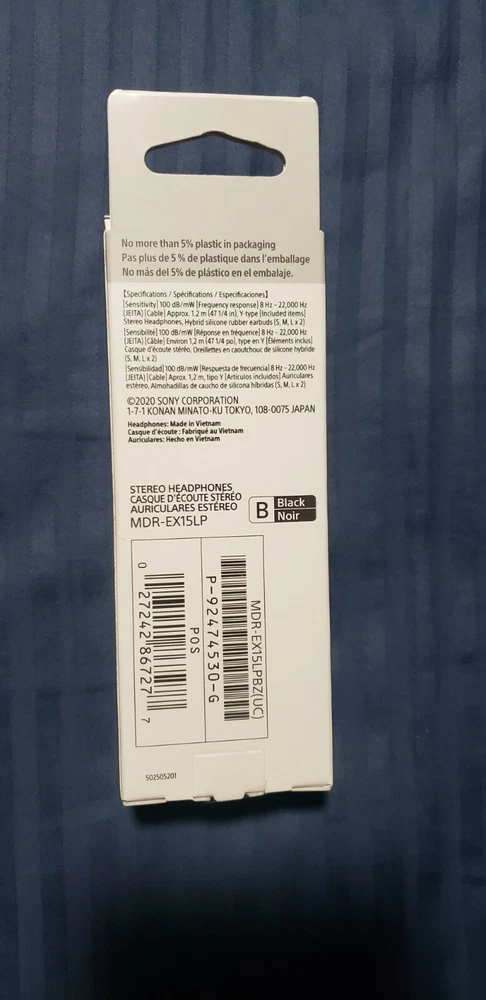 No more than 5% plastic in packaging
Pas plus de 5 % de plastique dans l'emballage
No más del 5% de plástico en el embalaje.
【Specifications / Spécifications / Especificaciones】
[Sensitivity] 100 dB/mW [Frequency response] 8 Hz – 22,000 Hz
(JEITA) [Cable] Approx. 1.2 m (47 1/4 in), Y-type [Included items]
Stereo Headphones, Hybrid silicone rubber earbuds (S, M, L x 2)
[Sensibilité] 100 dB/mW [Réponse en fréquence] 8 Hz – 22,000 Hz
(JEITA) [Câble] Environ 1,2 m (47 1/4 po), type en Y [Éléments inclus]
Casque d'écoute stéréo, Oreillettes en caoutchouc de silicone hybride
(S, M, L x 2)
[Sensibilidad] 100 dB/mW [Respuesta de frecuencia] 8 Hz – 22,000 Hz
(JEITA) [Cable] Aprox. 1,2 m, tipo Y [Artículos incluidos] Auriculares
estéreo, Almohadillas de caucho de silicona híbridas (S, M, L x 2)
©2020 SONY CORPORATION
1-7-1 KONAN MINATO-KU TOKYO, 108-0075 JAPAN
Headphones: Made in Vietnam
Casque d'écoute : Fabriqué au Vietnam
Auriculares: Hecho en Vietnam
STEREO HEADPHONES
CASQUE D'ÉCOUTE STÉRÉO
AURICULARES ESTÉREO
MDR-EX15LP
B Black
Noir
MDR-EX15LPBZ(UC)
P-92474530-G
POS
0 27242 86727 7
502505201